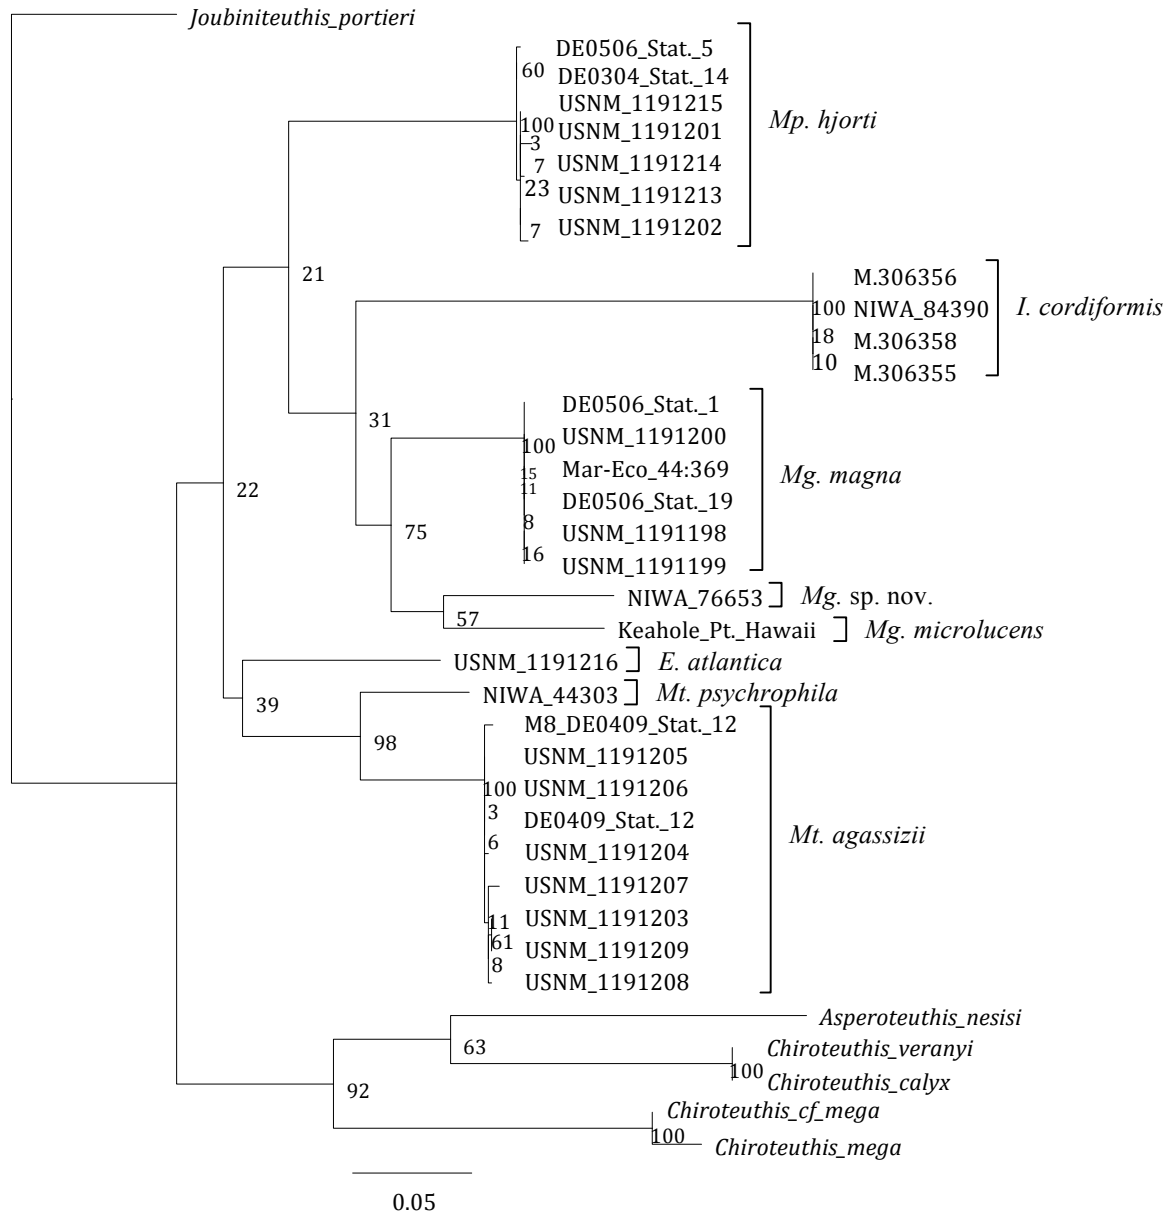 Joubiniteuthis_portieri
DE0506_Stat._5
60
DE0304_Stat._14
USNM_1191215
100
USNM_1191201
3
7
USNM_1191214
23
USNM_1191213
7
USNM_1191202
Mp. hjorti
21
M.306356
100
NIWA_84390
18
M.306358
10
M.306355
I. cordiformis
31
DE0506_Stat._1
USNM_1191200
100
Mar-Eco_44:369
15
11
DE0506_Stat._19
8
USNM_1191198
16
USNM_1191199
Mg. magna
22
75
NIWA_76653
Mg. sp. nov.
57
Keahole_Pt._Hawaii
Mg. microlucens
USNM_1191216
E. atlantica
39
NIWA_44303
Mt. psychrophila
98
M8_DE0409_Stat._12
USNM_1191205
100
USNM_1191206
3
DE0409_Stat._12
6
USNM_1191204
USNM_1191207
11
USNM_1191203
61
USNM_1191209
8
USNM_1191208
Mt. agassizii
Asperoteuthis_nesisi
63
Chiroteuthis_veranyi
100
Chiroteuthis_calyx
92
Chiroteuthis_cf_mega
100
Chiroteuthis_mega
0.05